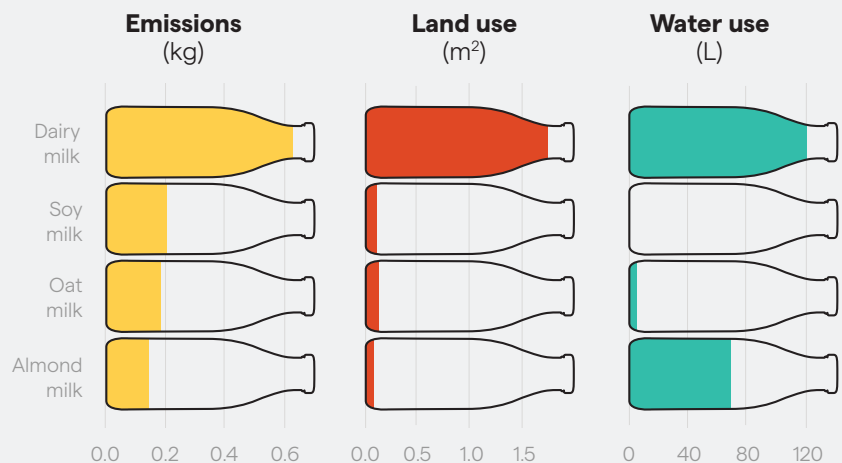 Emissions
(kg)
Land use
(m²)
Water use
(L)
Dairy
milk
Soy
milk
Oat
milk
Almond
milk
0.0 0.2 0.4 0.6
0.0 0.5 1.0 1.5
0 40 80 120